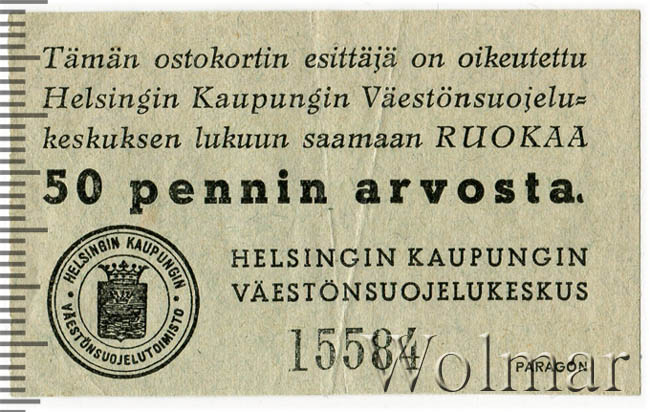 Tämän ostokortin esittäjä on oikeutettu
Helsingin Kaupungin Väestönsuojelu=
keskuksen lukuun saamaan RUOKAA
50 pennin arvosta.
HELSINGIN KAUPUNGIN
VÄESTÖNSUOJELUTOIMISTO
HELSINGIN KAUPUNGIN
VÄESTÖNSUOJELUKESKUS
15584
PARAGON
Wolmar